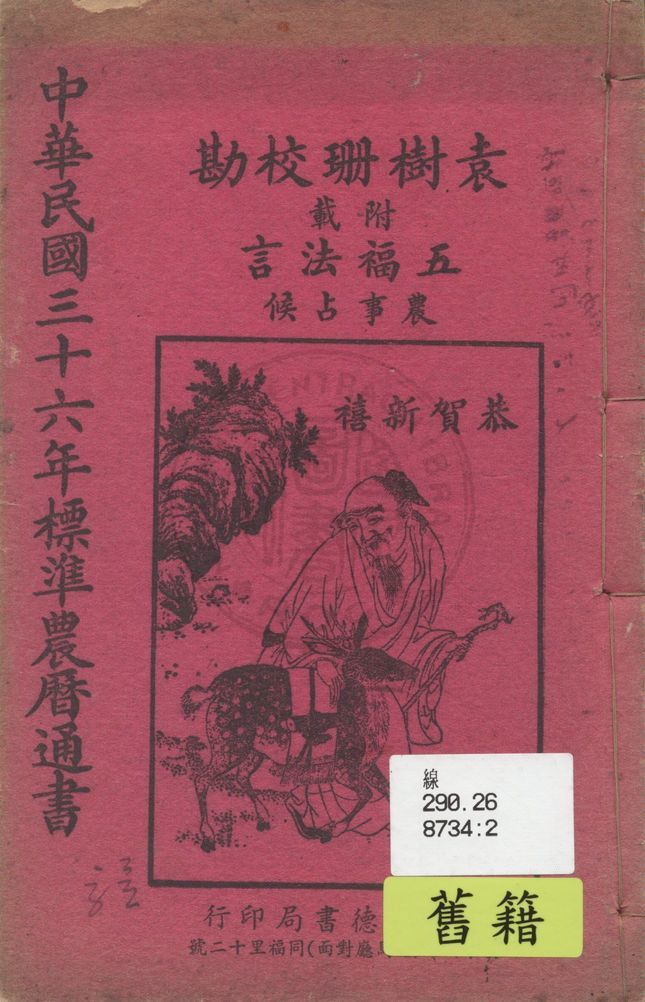 袁樹珊校勘
附載
五福法言
農事占候
恭賀新禧
中華民國三十六年標準農曆通書
德書局印行
廳對面)同福里十二號
線
290.26
8734:2
舊籍